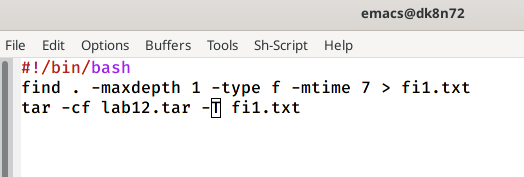 emacs@dk8n72
File Edit Options Buffers Tools Sh-Script Help
#!/bin/bash
find . -maxdepth 1 -type f -mtime 7 > fi1.txt
tar -cf lab12.tar -T fi1.txt